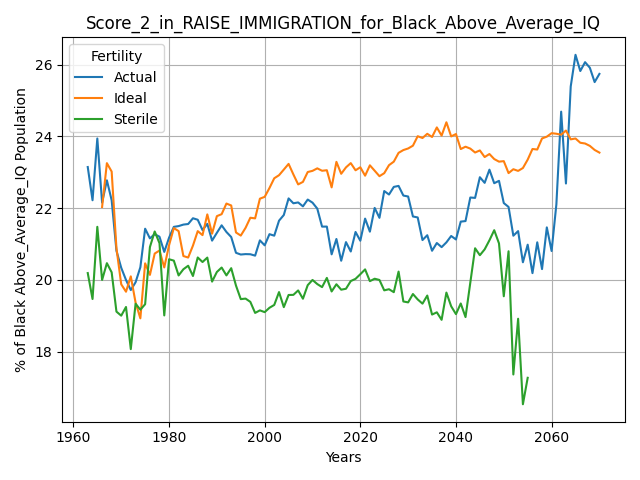 Score_2_in_RAISE_IMMIGRATION_for_Black_Above_Average_IQ
Fertility
Actual
Ideal
Sterile
% of Black Above_Average_IQ Population
26
24
22
20
18
1960
1980
2000
2020
2040
2060
Years